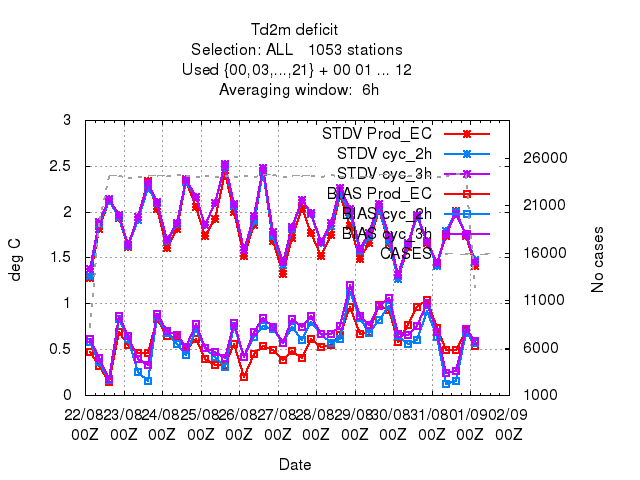 Td2m deficit
Selection: ALL   1053 stations
Used {00,03,...,21} + 00 01 ... 12
Averaging window:  6h
STDV Prod_EC
STDV cyc_2h
STDV cyc_3h
BIAS Prod_EC
BIAS cyc_2h
BIAS cyc_3h
CASES
deg C
3
2.5
2
1.5
1
0.5
0
No cases
26000
21000
16000
11000
6000
1000
22/08 23/08 24/08 25/08 26/08 27/08 28/08 29/08 30/08 31/08 01/09 02/09
00Z 00Z 00Z 00Z 00Z 00Z 00Z 00Z 00Z 00Z 00Z 00Z
Date